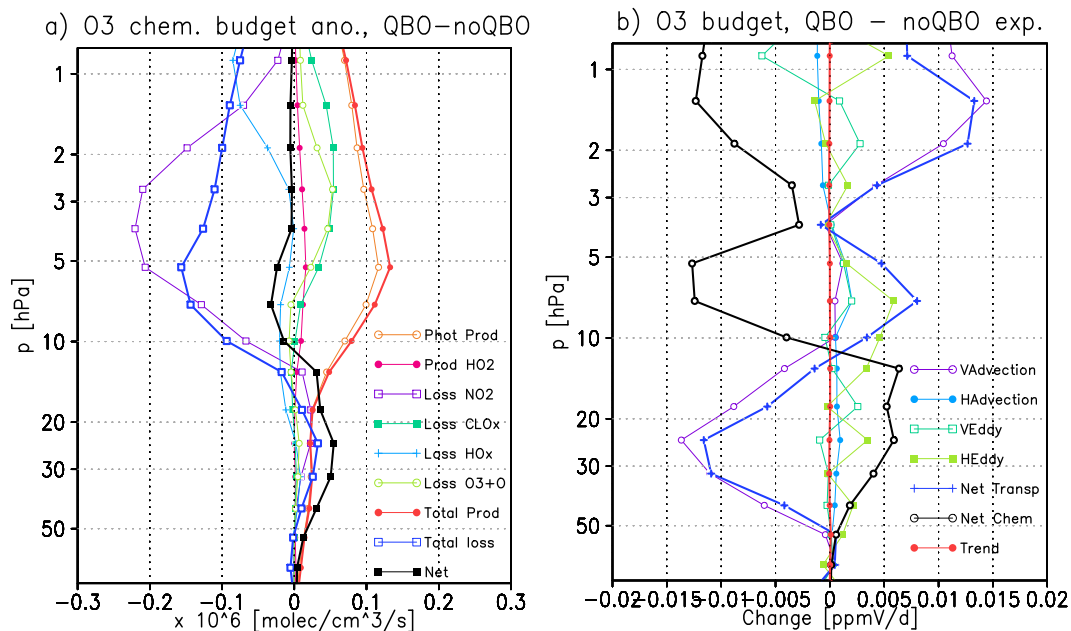 a) O3 chem. budget ano., QBO-noQBO
1
2
3
5
10
20
30
50
p [hPa]
Phot Prod
Prod HO2
Loss NO2
Loss CLOx
Loss HOx
Loss O3+O
Total Prod
Total loss
Net
-0.3 -0.2 -0.1 0 0.1 0.2 0.3
x 10^6 [molec/cm^3/s]
b) O3 budget, QBO - noQBO exp.
1
2
3
5
10
20
30
50
p [hPa]
VAdvection
HAdvection
VEddy
HEddy
Net Transp
Net Chem
Trend
-0.02 -0.015 -0.01 -0.005 0 0.005 0.01 0.015 0.02
Change [ppmV/d]